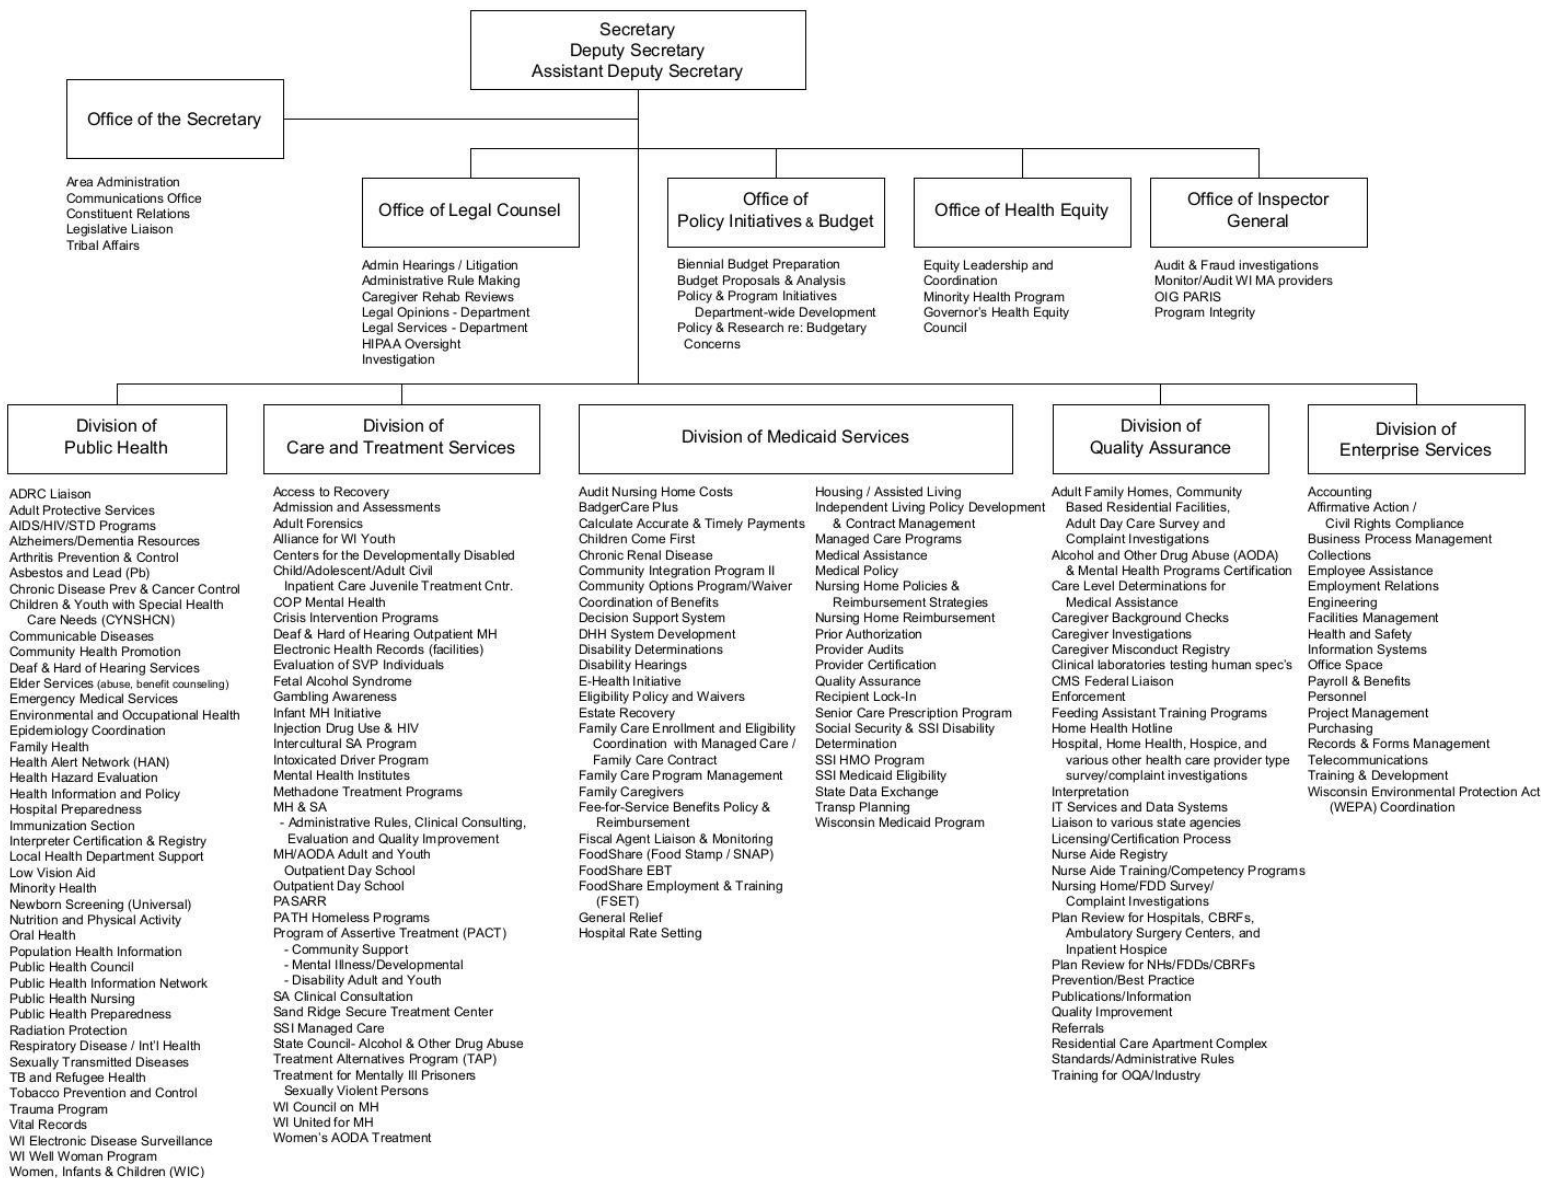 Secretary
Deputy Secretary
Assistant Deputy Secretary
Office of the Secretary
Area Administration
Communications Office
Constituent Relations
Legislative Liaison
Tribal Affairs
Office of Legal Counsel
Admin Hearings / Litigation
Administrative Rule Making
Caregiver Rehab Reviews
Legal Opinions - Department
Legal Services - Department
HIPAA Oversight
Investigation
Office of
Policy Initiatives & Budget
Biennial Budget Preparation
Budget Proposals & Analysis
Policy & Program Initiatives
Department-wide Development
Policy & Research re: Budgetary
Concerns
Office of Health Equity
Equity Leadership and
Coordination
Minority Health Program
Governor's Health Equity
Council
Office of Inspector
General
Audit & Fraud investigations
Monitor/Audit WI MA providers
OIG PARIS
Program Integrity
Division of
Public Health
ADRC Liaison
Adult Protective Services
AIDS/HIV/STD Programs
Alzheimers/Dementia Resources
Arthritis Prevention & Control
Asbestos and Lead (Pb)
Chronic Disease Prev & Cancer Control
Children & Youth with Special Health
Care Needs (CYNSHCN)
Communicable Diseases
Community Health Promotion
Deaf & Hard of Hearing Services
Elder Services (abuse, benefit counseling)
Emergency Medical Services
Environmental and Occupational Health
Epidemiology Coordination
Family Health
Health Alert Network (HAN)
Health Hazard Evaluation
Health Information and Policy
Hospital Preparedness
Immunization Section
Interpreter Certification & Registry
Local Health Department Support
Low Vision Aid
Minority Health
Newborn Screening (Universal)
Nutrition and Physical Activity
Oral Health
Population Health Information
Public Health Council
Public Health Information Network
Public Health Nursing
Public Health Preparedness
Radiation Protection
Respiratory Disease / Int'l Health
Sexually Transmitted Diseases
TB and Refugee Health
Tobacco Prevention and Control
Trauma Program
Vital Records
WI Electronic Disease Surveillance
WI Well Woman Program
Women, Infants & Children (WIC)
Division of
Care and Treatment Services
Access to Recovery
Admission and Assessments
Adult Forensics
Alliance for WI Youth
Centers for the Developmentally Disabled
Child/Adolescent/Adult Civil
Inpatient Care Juvenile Treatment Cntr.
COP Mental Health
Crisis Intervention Programs
Deaf & Hard of Hearing Outpatient MH
Electronic Health Records (facilities)
Evaluation of SVP Individuals
Fetal Alcohol Syndrome
Gambling Awareness
Infant MH Initiative
Injection Drug Use & HIV
Intercultural SA Program
Intoxicated Driver Program
Mental Health Institutes
Methadone Treatment Programs
MH & SA
- Administrative Rules, Clinical Consulting,
Evaluation and Quality Improvement
MH/AODA Adult and Youth
Outpatient Day School
Outpatient Day School
PASARR
PATH Homeless Programs
Program of Assertive Treatment (PACT)
- Community Support
- Mental Illness/Developmental
- Disability Adult and Youth
SA Clinical Consultation
Sand Ridge Secure Treatment Center
SSI Managed Care
State Council- Alcohol & Other Drug Abuse
Treatment Alternatives Program (TAP)
Treatment for Mentally Ill Prisoners
Sexually Violent Persons
WI Council on MH
WI United for MH
Women's AODA Treatment
Division of Medicaid Services
Audit Nursing Home Costs
BadgerCare Plus
Calculate Accurate & Timely Payments
Children Come First
Chronic Renal Disease
Community Integration Program II
Community Options Program/Waiver
Coordination of Benefits
Decision Support System
DHH System Development
Disability Determinations
Disability Hearings
E-Health Initiative
Eligibility Policy and Waivers
Estate Recovery
Family Care Enrollment and Eligibility
Coordination with Managed Care /
Family Care Contract
Family Care Program Management
Family Caregivers
Fee-for-Service Benefits Policy &
Reimbursement
Fiscal Agent Liaison & Monitoring
FoodShare (Food Stamp / SNAP)
FoodShare EBT
FoodShare Employment & Training
(FSET)
General Relief
Hospital Rate Setting
Housing / Assisted Living
Independent Living Policy Development
& Contract Management
Managed Care Programs
Medical Assistance
Medical Policy
Nursing Home Policies &
Reimbursement Strategies
Nursing Home Reimbursement
Prior Authorization
Provider Audits
Provider Certification
Quality Assurance
Recipient Lock-In
Senior Care Prescription Program
Social Security & SSI Disability
Determination
SSI HMO Program
SSI Medicaid Eligibility
State Data Exchange
Transp Planning
Wisconsin Medicaid Program
Division of
Quality Assurance
Adult Family Homes, Community
Based Residential Facilities,
Adult Day Care Survey and
Complaint Investigations
Alcohol and Other Drug Abuse (AODA)
& Mental Health Programs Certification
Care Level Determinations for
Medical Assistance
Caregiver Background Checks
Caregiver Investigations
Caregiver Misconduct Registry
Clinical laboratories testing human spec's
CMS Federal Liaison
Enforcement
Feeding Assistant Training Programs
Home Health Hotline
Hospital, Home Health, Hospice, and
various other health care provider type
survey/complaint investigations
Interpretation
IT Services and Data Systems
Liaison to various state agencies
Licensing/Certification Process
Nurse Aide Registry
Nurse Aide Training/Competency Programs
Nursing Home/FDD Survey/
Complaint Investigations
Plan Review for Hospitals, CBRFs,
Ambulatory Surgery Centers, and
Inpatient Hospice
Plan Review for NHs/FDDs/CBRFs
Prevention/Best Practice
Publications/Information
Quality Improvement
Referrals
Residential Care Apartment Complex
Standards/Administrative Rules
Training for OQA/Industry
Division of
Enterprise Services
Accounting
Affirmative Action /
Civil Rights Compliance
Business Process Management
Collections
Employee Assistance
Employment Relations
Engineering
Facilities Management
Health and Safety
Information Systems
Office Space
Payroll & Benefits
Personnel
Project Management
Purchasing
Records & Forms Management
Telecommunications
Training & Development
Wisconsin Environmental Protection Act
(WEPA) Coordination